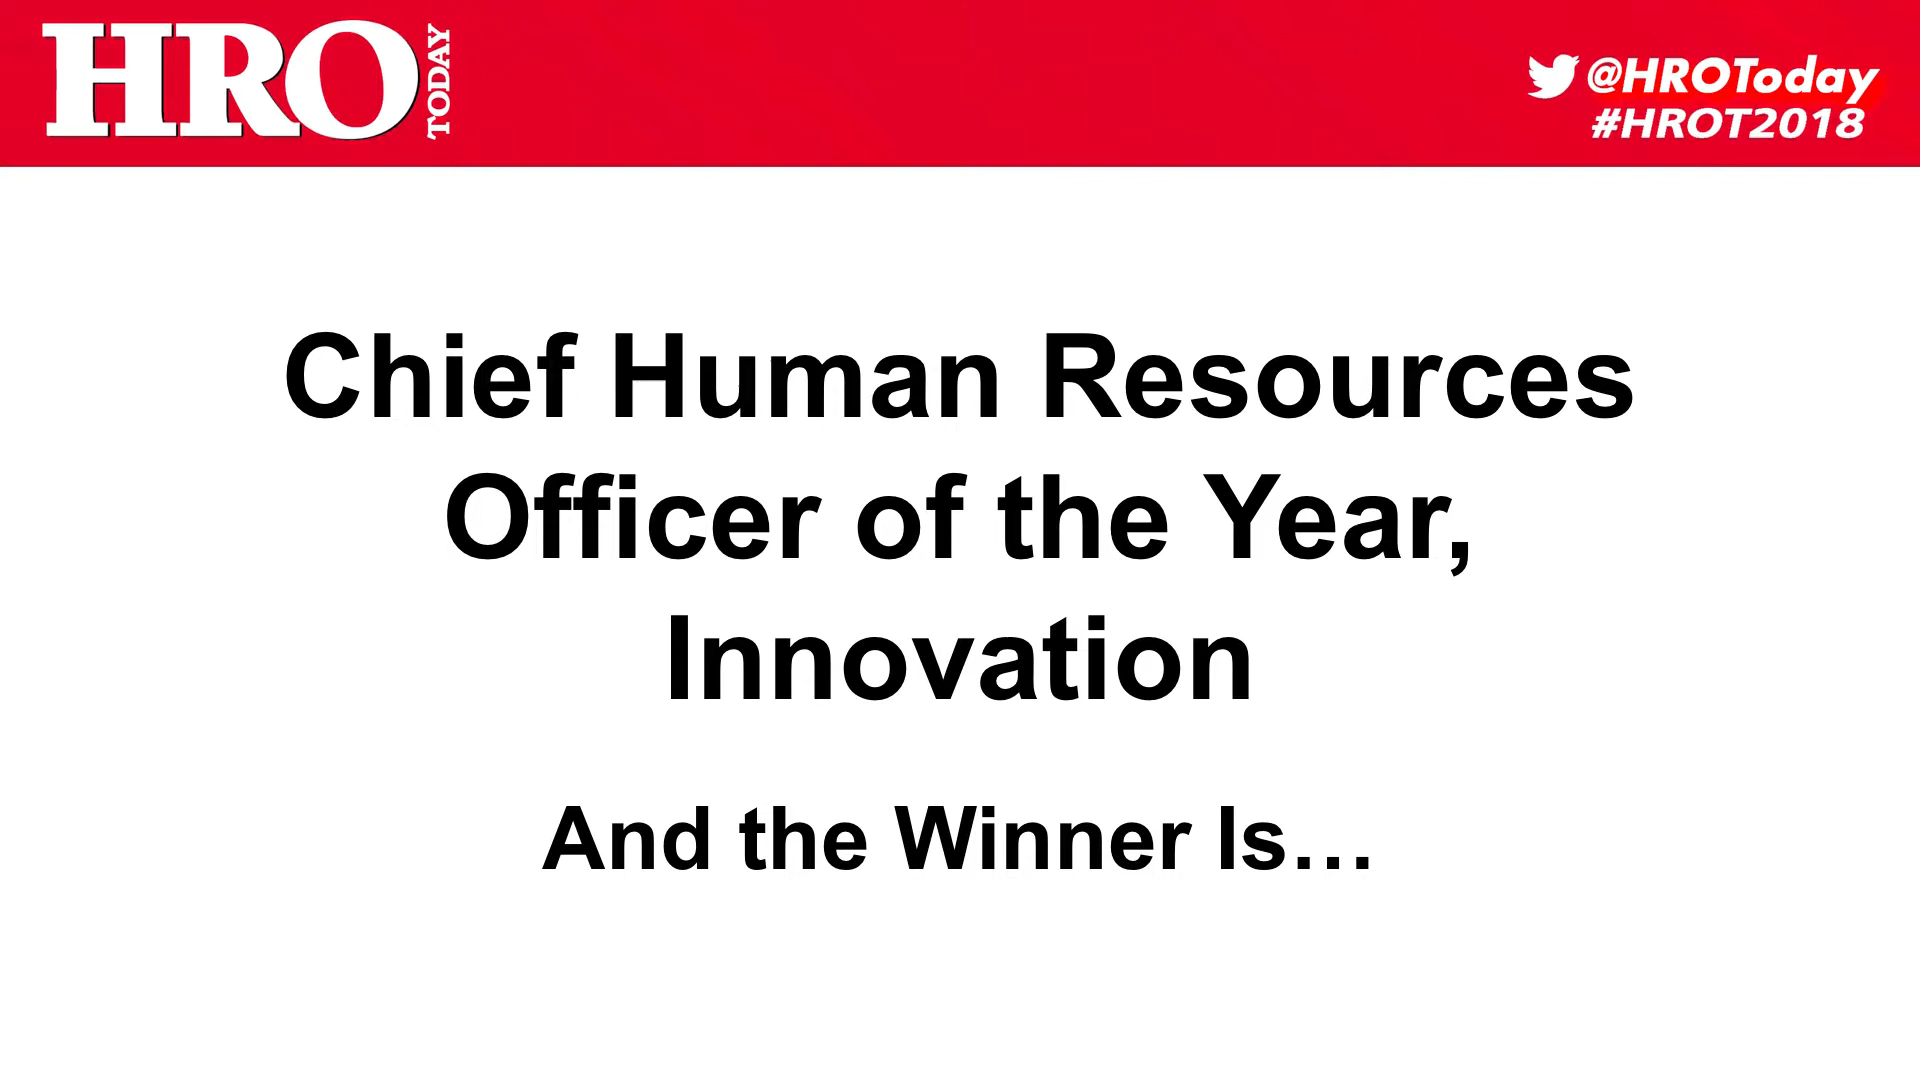 HRO TODAY
@HROToday
#HROT2018
Chief Human Resources
Officer of the Year,
Innovation
And the Winner Is…